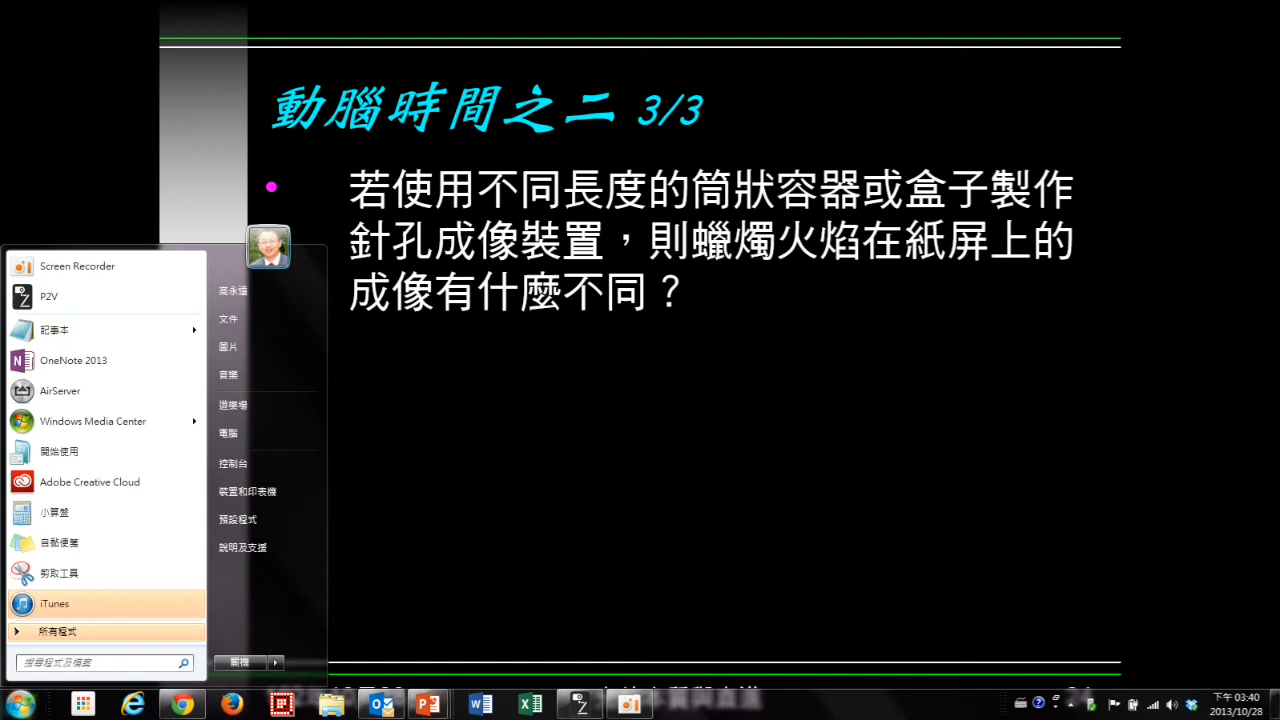 動腦時間之二 3/3
• 若使用不同長度的筒狀容器或盒子製作
針孔成像裝置，則蠟燭火焰在紙屏上的
成像有什麼不同？
Screen Recorder
P2V
記事本
OneNote 2013
AirServer
Windows Media Center
開始使用
Adobe Creative Cloud
小算盤
自黏便箋
剪取工具
iTunes
所有程式
搜尋程式及檔案
高永遠
文件
圖片
音樂
遊樂場
電腦
控制台
裝置和印表機
預設程式
說明及支援
關機
下午 03:40
2013/10/28